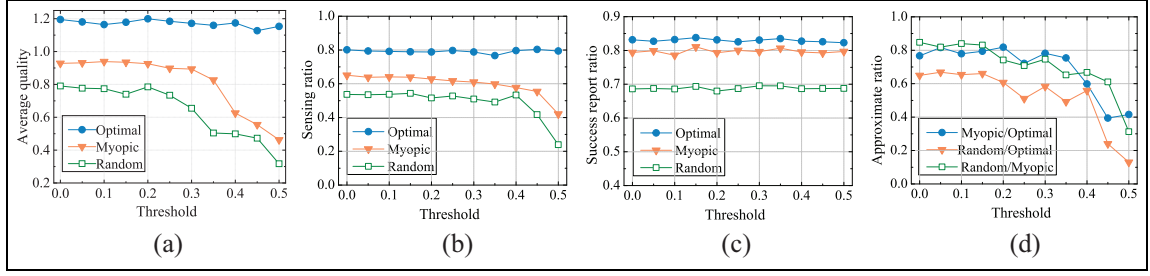 Average quality
1.2
1.0
0.8
0.6
0.4
0.2
Optimal
Myopic
Random
0.0 0.1 0.2 0.3 0.4 0.5
Threshold
(a)
Sensing ratio
1.0
0.8
0.6
0.4
0.2
0.0
Optimal
Myopic
Random
0.0 0.1 0.2 0.3 0.4 0.5
Threshold
(b)
Success report ratio
0.9
0.8
0.7
0.6
0.5
0.4
Optimal
Myopic
Random
0.0 0.1 0.2 0.3 0.4 0.5
Threshold
(c)
Approximate ratio
1.0
0.8
0.6
0.4
0.2
0.0
Myopic/Optimal
Random/Optimal
Random/Myopic
0.0 0.1 0.2 0.3 0.4 0.5
Threshold
(d)